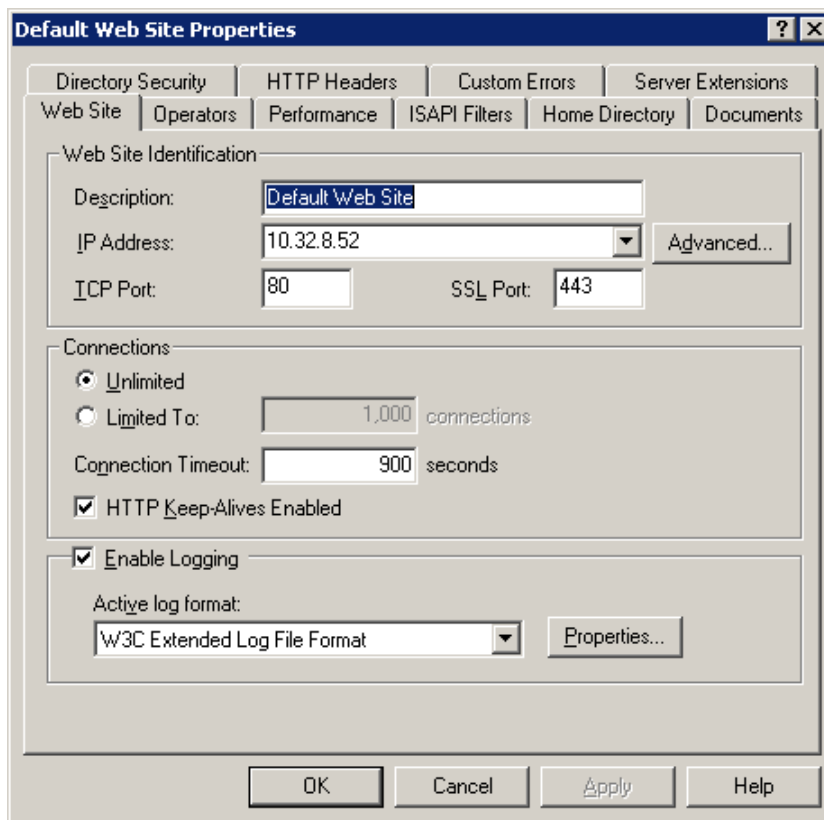 Default Web Site Properties
? X
Directory Security HTTP Headers Custom Errors Server Extensions
Web Site Operators Performance ISAPI Filters Home Directory Documents
Web Site Identification
Description: Default Web Site
IP Address: 10.32.8.52 Advanced...
TCP Port: 80 SSL Port: 443
Connections
Unlimited
Limited To: 1,000 connections
Connection Timeout: 900 seconds
HTTP Keep-Alives Enabled
Enable Logging
Active log format:
W3C Extended Log File Format Properties...
OK Cancel Apply Help